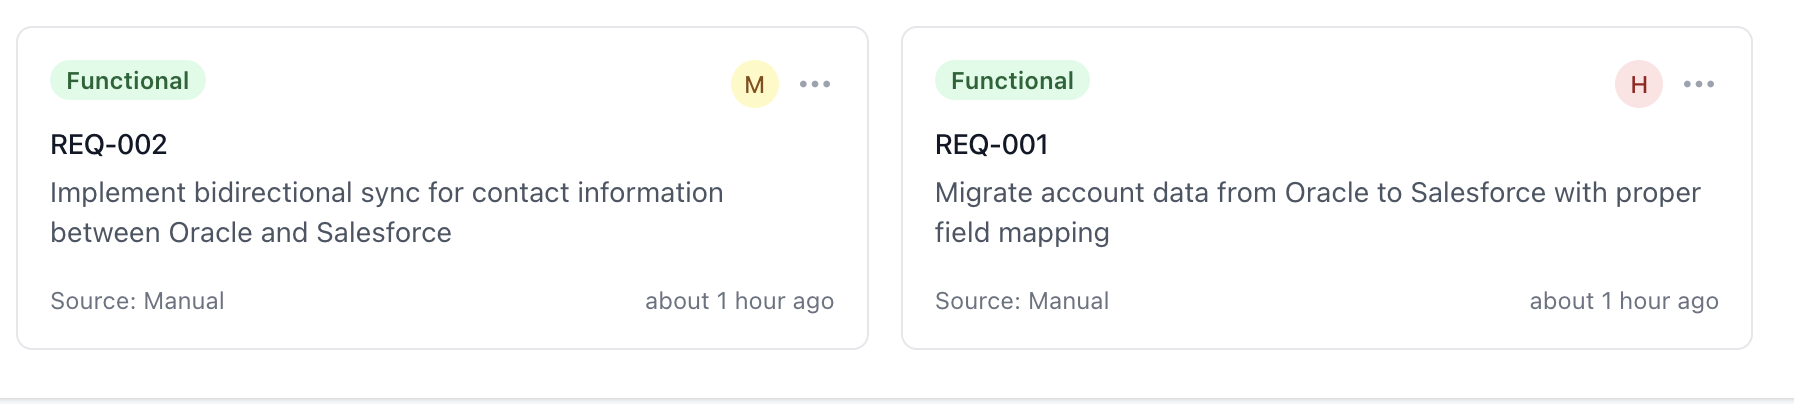 Functional
M
REQ-002
Implement bidirectional sync for contact information
between Oracle and Salesforce
Source: Manual
about 1 hour ago
Functional
H
REQ-001
Migrate account data from Oracle to Salesforce with proper
field mapping
Source: Manual
about 1 hour ago